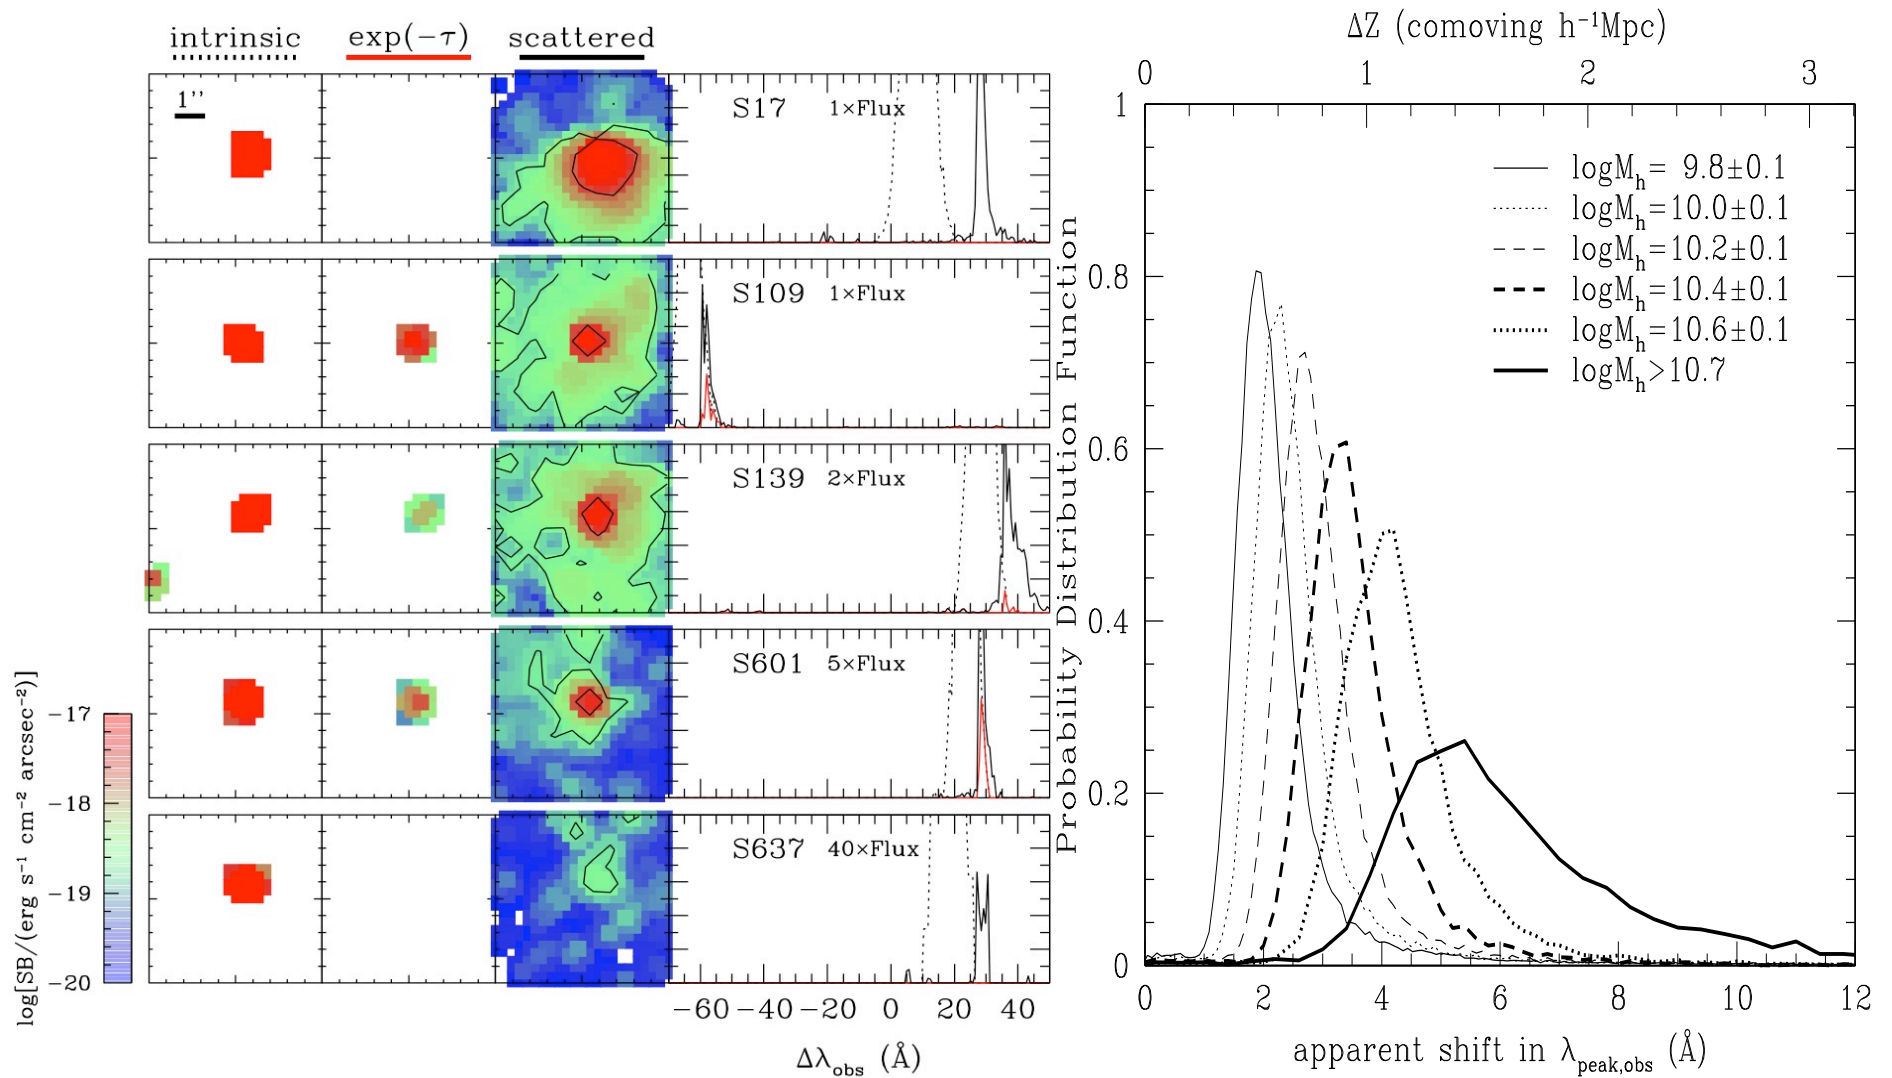 intrinsic exp(−τ) scattered
1''
S17 1×Flux
S109 1×Flux
S139 2×Flux
S601 5×Flux
S637 40×Flux
log[SB/(erg s⁻¹ cm⁻² arcsec⁻²)]
−17
−18
−19
−20
−60 −40 −20 0 20 40
Δλobs (Å)
ΔZ (comoving h⁻¹Mpc)
0 1 2 3
Probability Distribution Function
1
0.8
0.6
0.4
0.2
0
logMh= 9.8±0.1
logMh=10.0±0.1
logMh=10.2±0.1
logMh=10.4±0.1
logMh=10.6±0.1
logMh>10.7
0 2 4 6 8 10 12
apparent shift in λpeak,obs (Å)